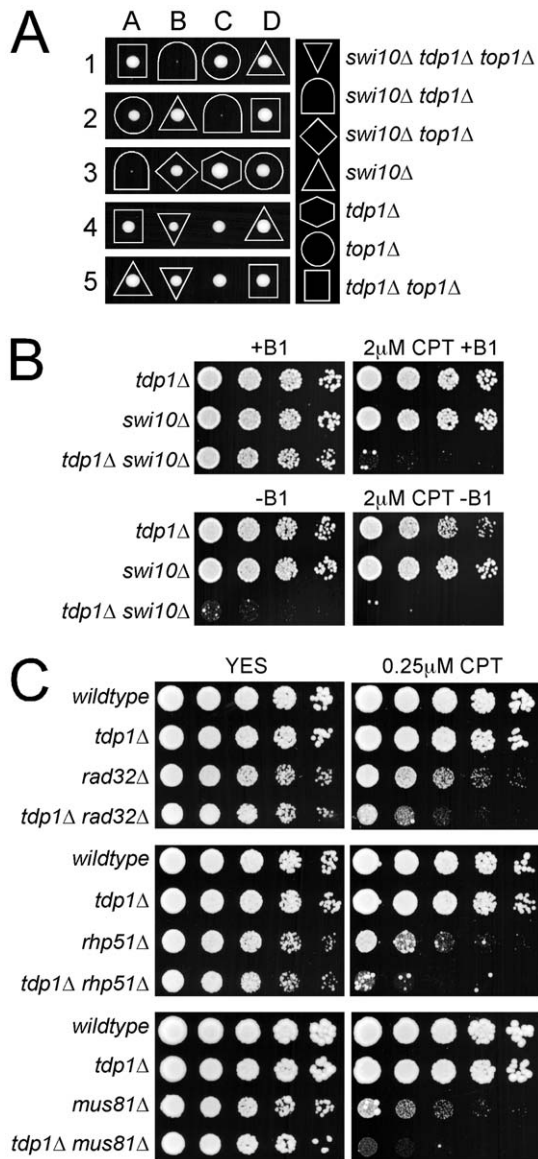 A
A B C D
1
2
3
4
5
swi10Δ tdp1Δ top1Δ
swi10Δ tdp1Δ
swi10Δ top1Δ
swi10Δ
tdp1Δ
top1Δ
tdp1Δ top1Δ
B
+B1 2μM CPT +B1
tdp1Δ
swi10Δ
tdp1Δ swi10Δ
-B1 2μM CPT -B1
tdp1Δ
swi10Δ
tdp1Δ swi10Δ
C
YES 0.25μM CPT
wildtype
tdp1Δ
rad32Δ
tdp1Δ rad32Δ
wildtype
tdp1Δ
rhp51Δ
tdp1Δ rhp51Δ
wildtype
tdp1Δ
mus81Δ
tdp1Δ mus81Δ